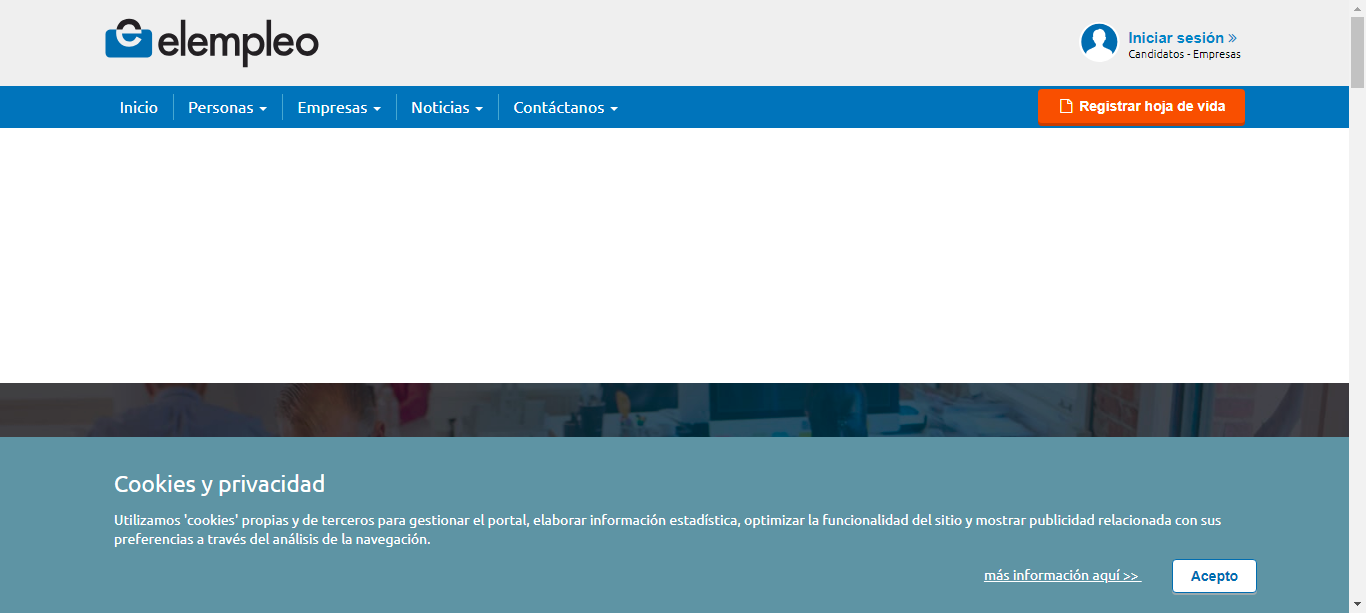 elempleo
Iniciar sesión »
Candidatos - Empresas
Inicio Personas Empresas Noticias Contáctanos Registrar hoja de vida
Cookies y privacidad
Utilizamos 'cookies' propias y de terceros para gestionar el portal, elaborar información estadística, optimizar la funcionalidad del sitio y mostrar publicidad relacionada con sus
preferencias a través del análisis de la navegación.
más información aquí >> Acepto